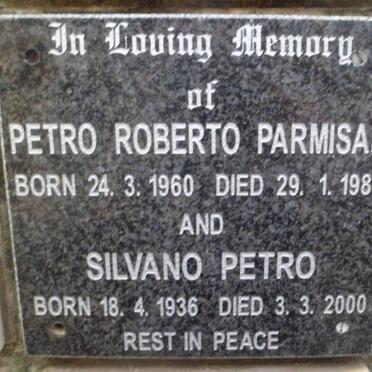 In Loving Memory
of
PETRO ROBERTO PARMISA
BORN 24. 3. 1960 DIED 29. 1. 198
AND
SILVANO PETRO
BORN 18. 4. 1936 DIED 3. 3. 2000
REST IN PEACE